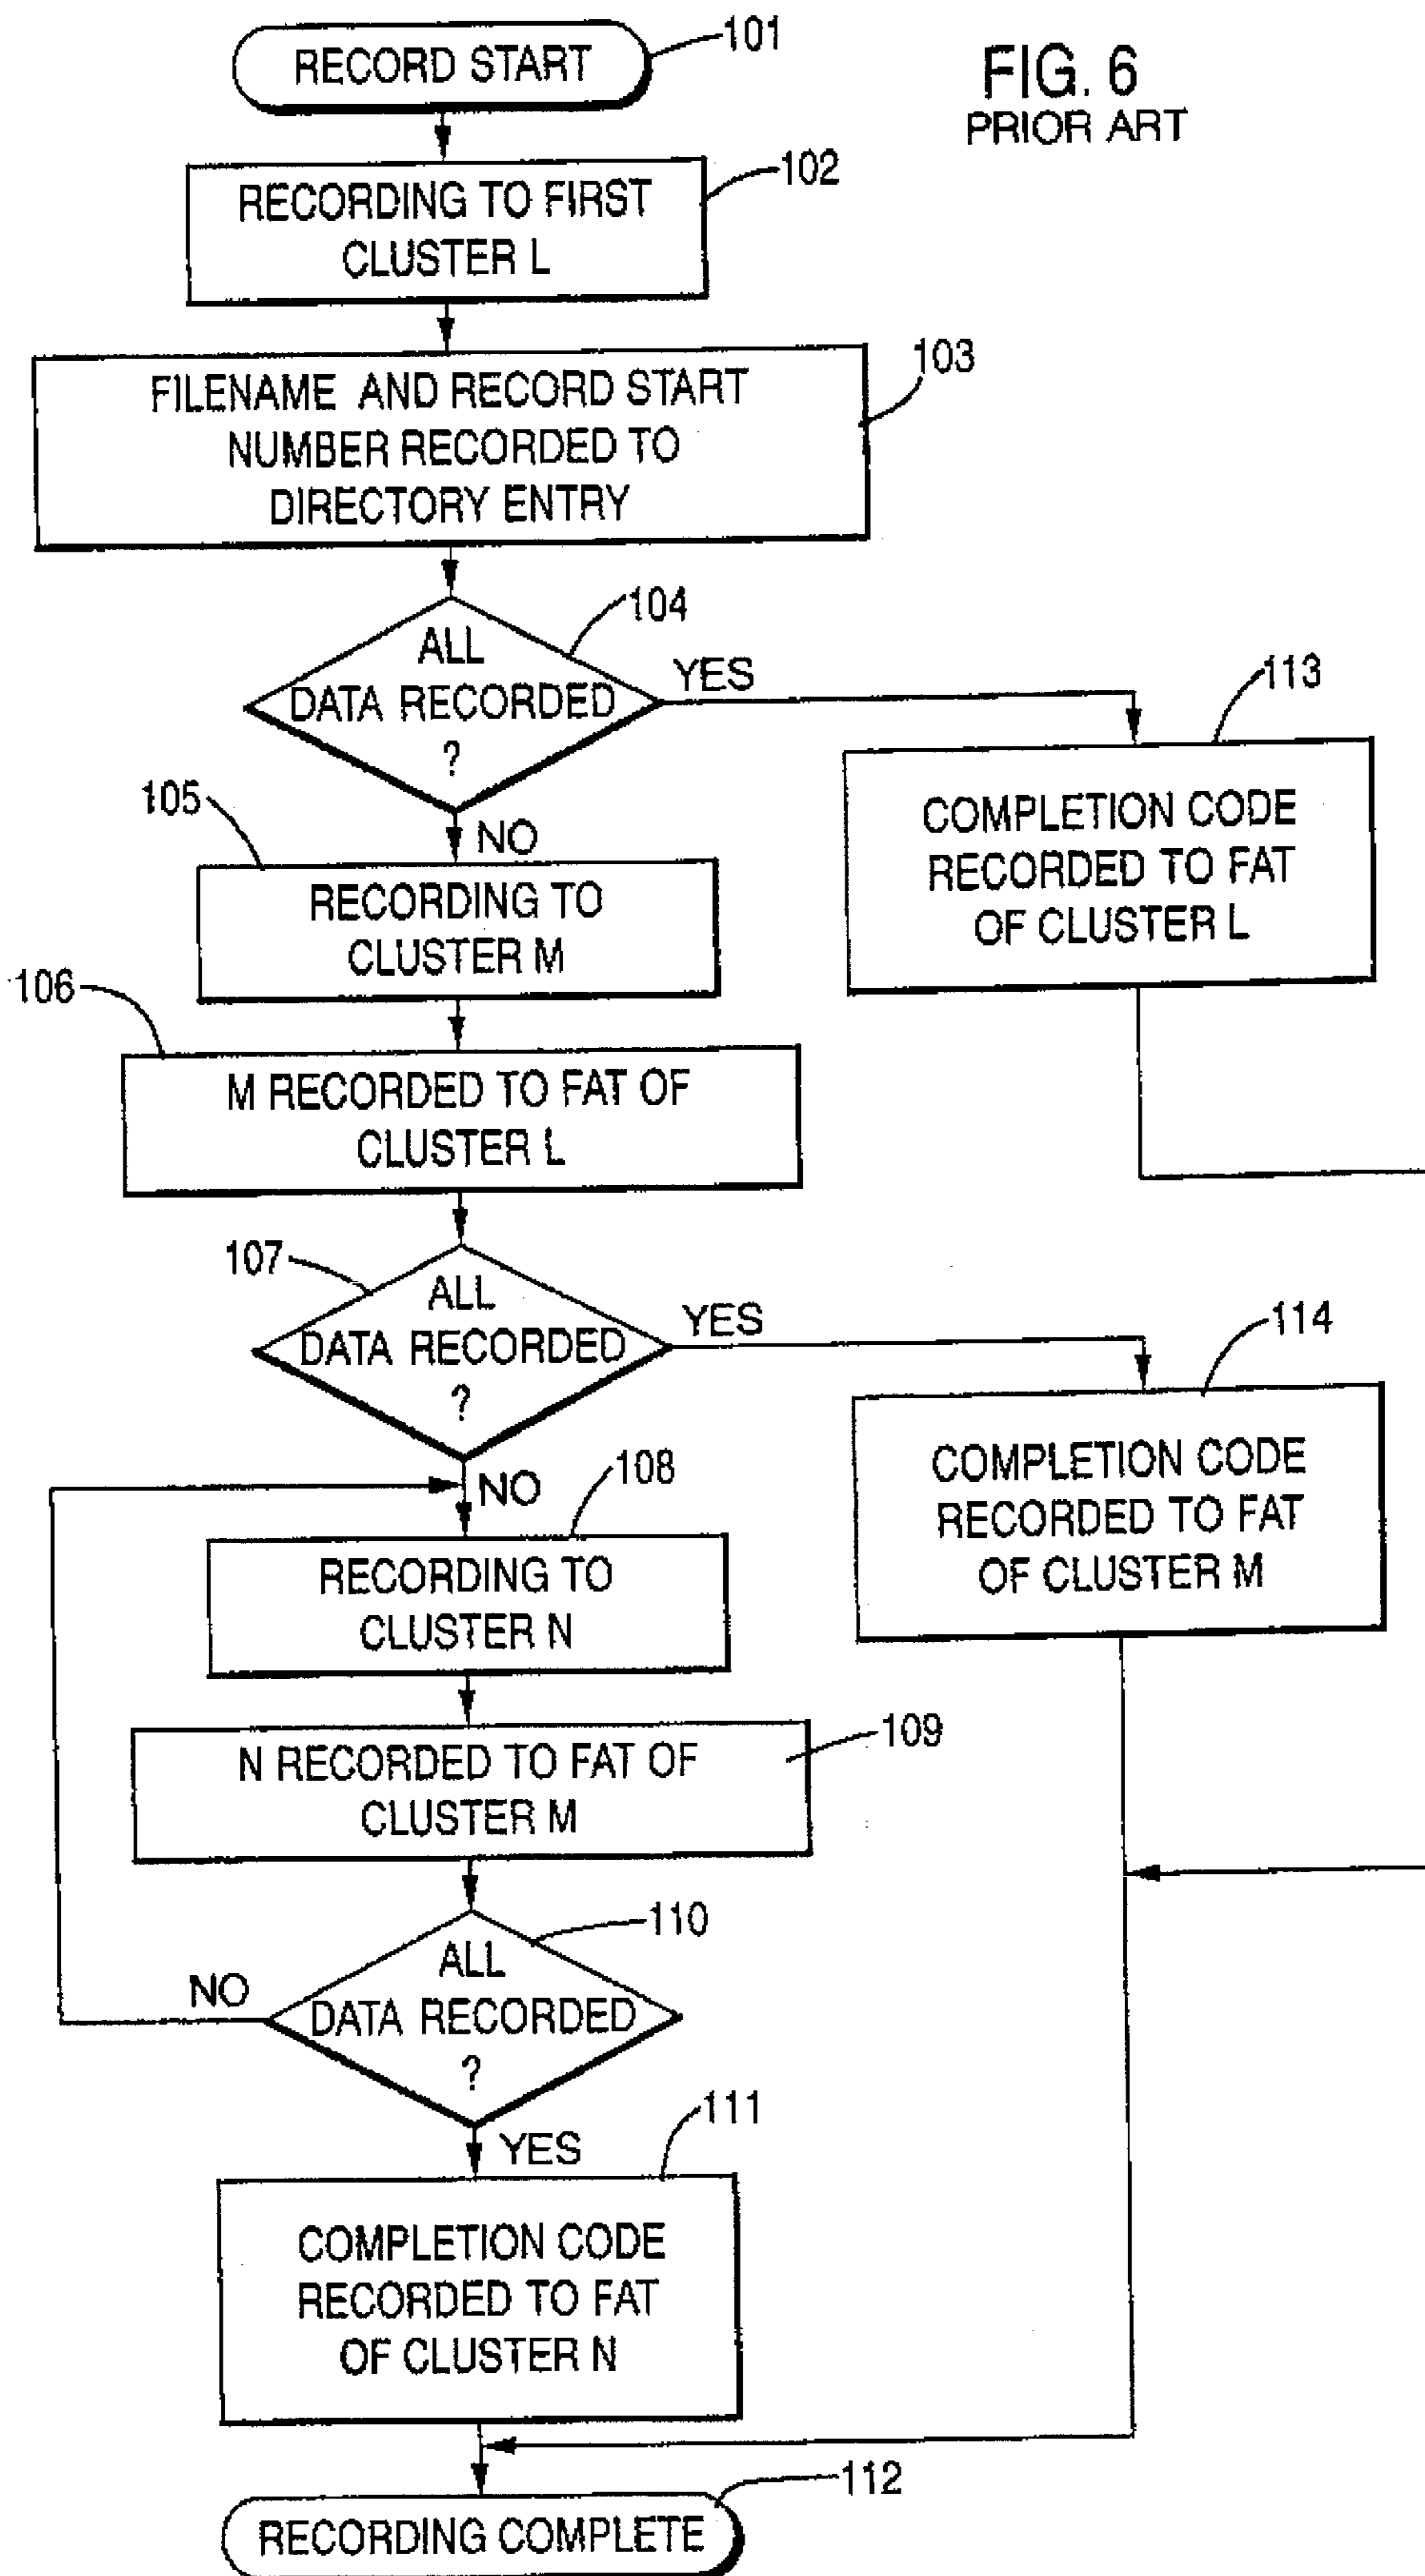 FIG. 6
PRIOR ART
101
RECORD START
102
RECORDING TO FIRST
CLUSTER L
103
FILENAME AND RECORD START
NUMBER RECORDED TO
DIRECTORY ENTRY
104
ALL
DATA RECORDED
?
YES
NO
113
COMPLETION CODE
RECORDED TO FAT
OF CLUSTER L
105
RECORDING TO
CLUSTER M
106
M RECORDED TO FAT OF
CLUSTER L
107
ALL
DATA RECORDED
?
YES
NO
114
COMPLETION CODE
RECORDED TO FAT
OF CLUSTER M
108
RECORDING TO
CLUSTER N
109
N RECORDED TO FAT OF
CLUSTER M
110
ALL
DATA RECORDED
?
NO
YES
111
COMPLETION CODE
RECORDED TO FAT
OF CLUSTER N
112
RECORDING COMPLETE